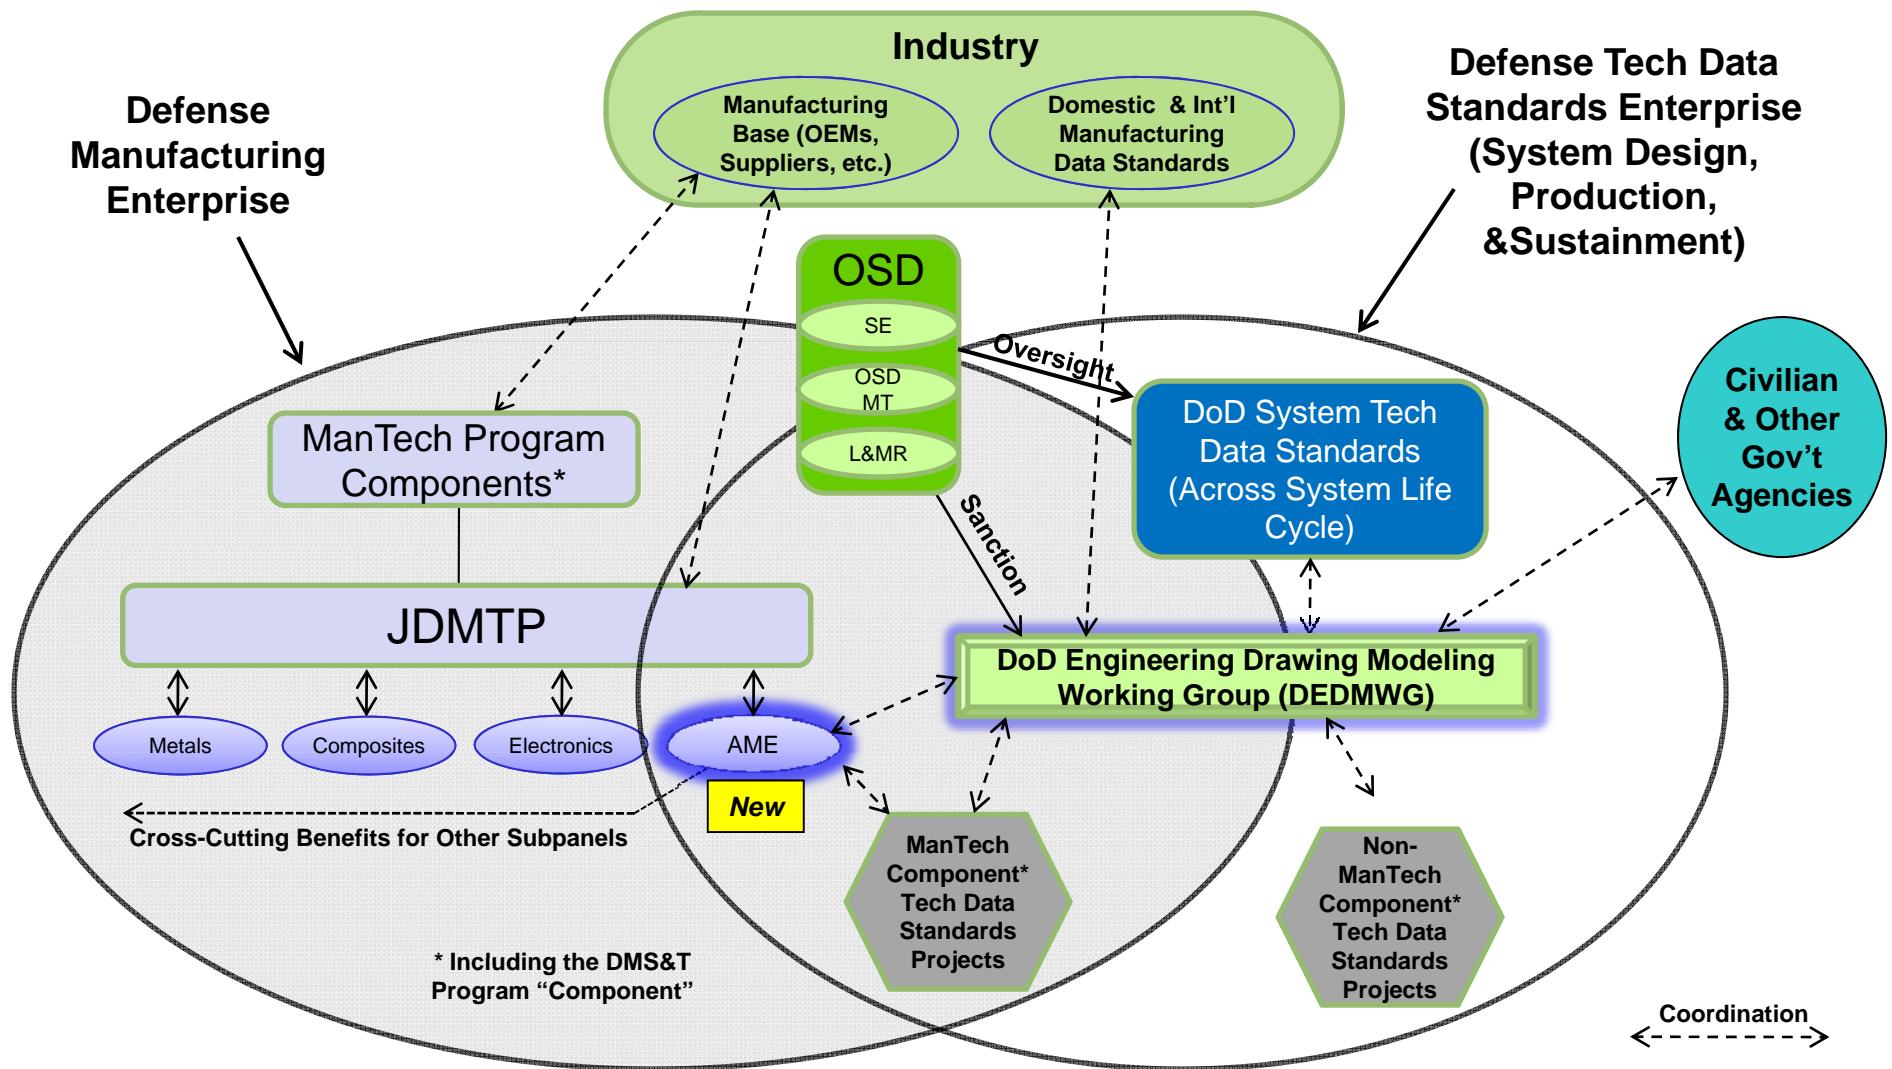 Industry
Manufacturing
Base (OEMs,
Suppliers, etc.)
Domestic & Int'l
Manufacturing
Data Standards
Defense
Manufacturing
Enterprise
Defense Tech Data
Standards Enterprise
(System Design,
Production,
&Sustainment)
OSD
SE
OSD
MT
L&MR
Oversight
Sanction
DoD System Tech
Data Standards
(Across System Life
Cycle)
Civilian
& Other
Gov't
Agencies
ManTech Program
Components*
JDMTP
DoD Engineering Drawing Modeling
Working Group (DEDMWG)
Metals
Composites
Electronics
AME
New
Cross-Cutting Benefits for Other Subpanels
ManTech
Component*
Tech Data
Standards
Projects
Non-
ManTech
Component*
Tech Data
Standards
Projects
* Including the DMS&T
Program “Component”
Coordination